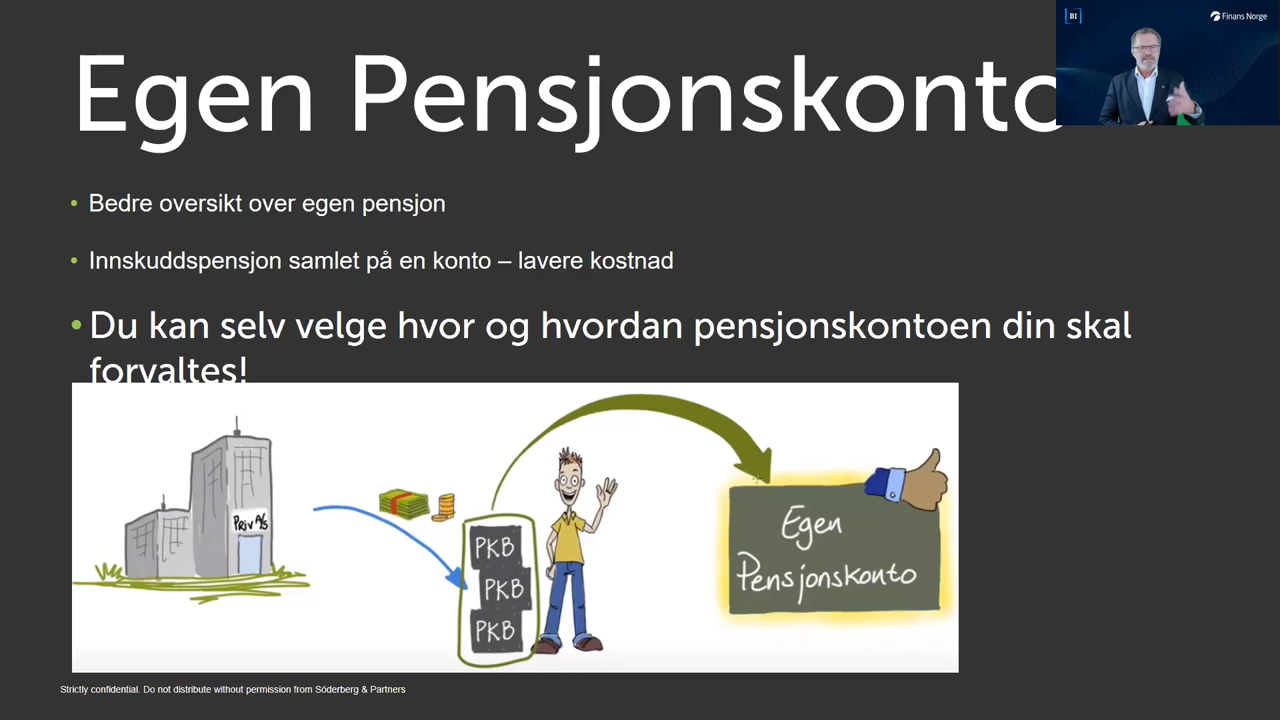 Egen Pensjonskonto
BI
Finans Norge
• Bedre oversikt over egen pensjon
• Innskuddspensjon samlet på en konto – lavere kostnad
• Du kan selv velge hvor og hvordan pensjonskontoen din skal
forvaltes!
Priv A/S
PKB
PKB
PKB
Egen
Pensjonskonto
Strictly confidential. Do not distribute without permission from Söderberg & Partners